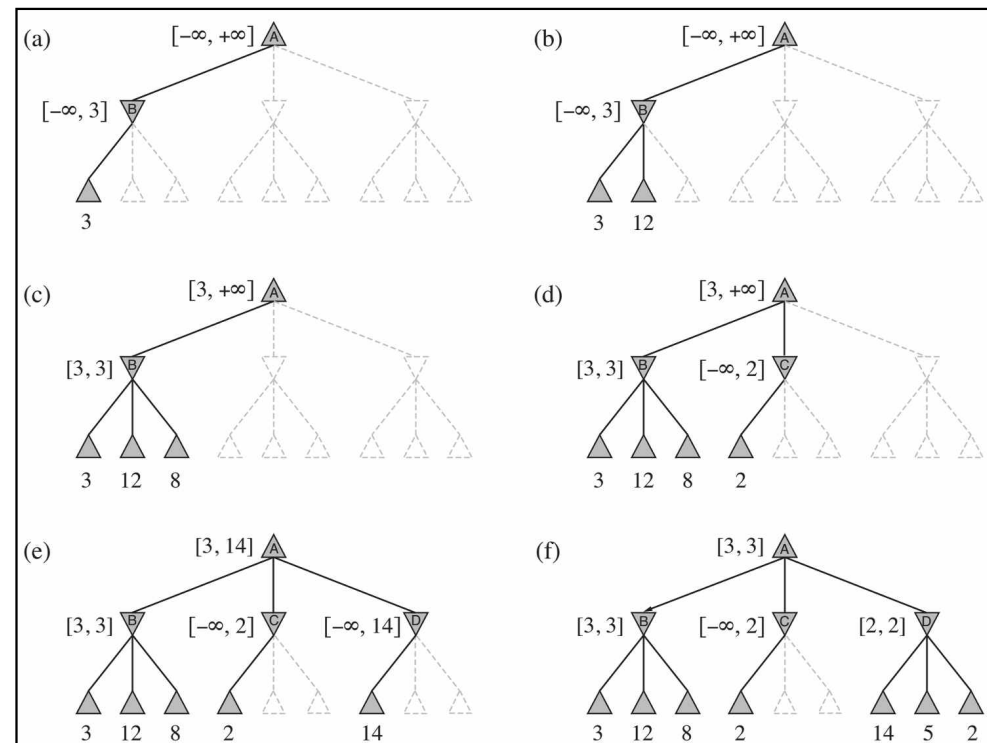 (a) [−∞, +∞] A
[−∞, 3] B
3
(b) [−∞, +∞] A
[−∞, 3] B
3 12
(c) [3, +∞] A
[3, 3] B
3 12 8
(d) [3, +∞] A
[3, 3] B [−∞, 2] C
3 12 8 2
(e) [3, 14] A
[3, 3] B [−∞, 2] C [−∞, 14] D
3 12 8 2 14
(f) [3, 3] A
[3, 3] B [−∞, 2] C [2, 2] D
3 12 8 2 14 5 2